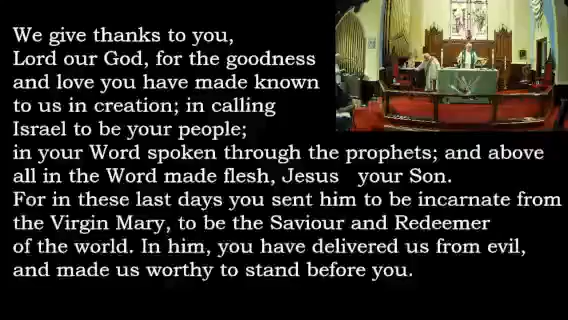 We give thanks to you,
Lord our God, for the goodness
and love you have made known
to us in creation; in calling
Israel to be your people;
in your Word spoken through the prophets; and above
all in the Word made flesh, Jesus   your Son.
For in these last days you sent him to be incarnate from
the Virgin Mary, to be the Saviour and Redeemer
of the world. In him, you have delivered us from evil,
and made us worthy to stand before you.